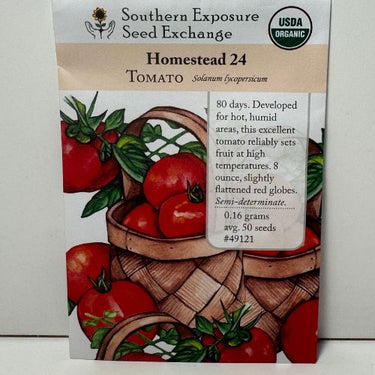 Southern Exposure
Seed Exchange
USDA
ORGANIC
Homestead 24
TOMATO Solanum lycopersicum
80 days. Developed
for hot, humid
areas, this excellent
tomato reliably sets
fruit at high
temperatures. 8
ounce, slightly
flattened red globes.
Semi-determinate.
0.16 grams
avg. 50 seeds
#49121